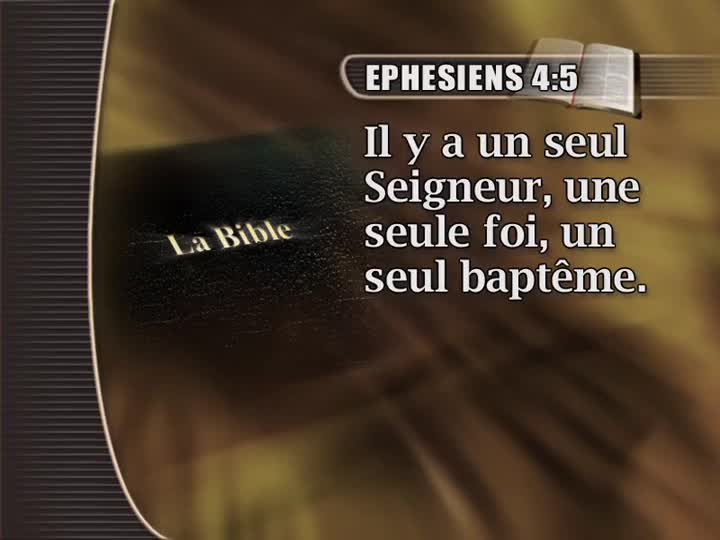 EPHESIENS 4:5
Il y a un seul
Seigneur, une
seule foi, un
seul baptême.
La Bible